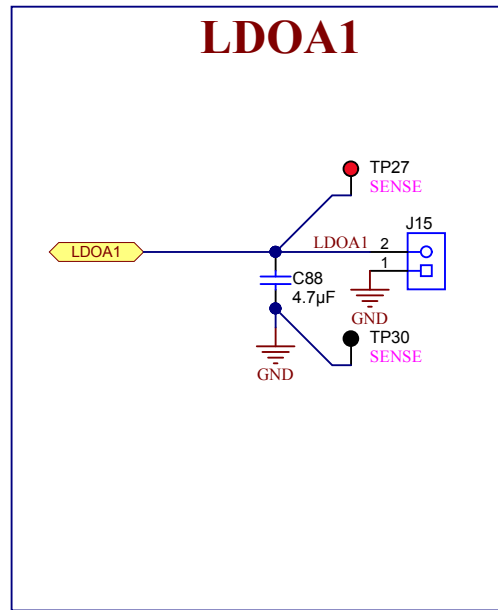 LDOA1
TP27
SENSE
J15
LDOA1
LDOA1
2
1
C88
4.7µF
GND
TP30
SENSE
GND